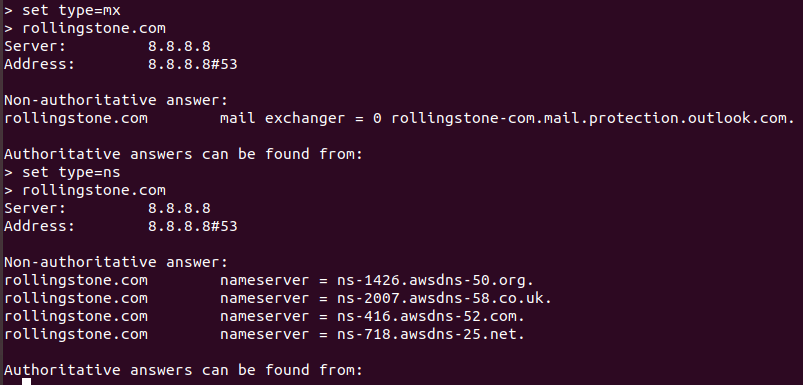 > set type=mx
> rollingstone.com
Server:         8.8.8.8
Address:        8.8.8.8#53

Non-authoritative answer:
rollingstone.com        mail exchanger = 0 rollingstone-com.mail.protection.outlook.com.

Authoritative answers can be found from:
> set type=ns
> rollingstone.com
Server:         8.8.8.8
Address:        8.8.8.8#53

Non-authoritative answer:
rollingstone.com        nameserver = ns-1426.awsdns-50.org.
rollingstone.com        nameserver = ns-2007.awsdns-58.co.uk.
rollingstone.com        nameserver = ns-416.awsdns-52.com.
rollingstone.com        nameserver = ns-718.awsdns-25.net.

Authoritative answers can be found from: